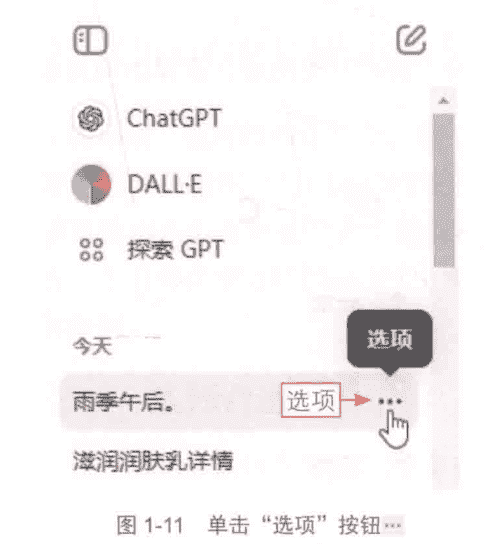 ChatGPT
DALL·E
探索 GPT
今天
选项
雨季午后。 选项 ...
滋润润肤乳详情
图 1-11 单击“选项”按钮...